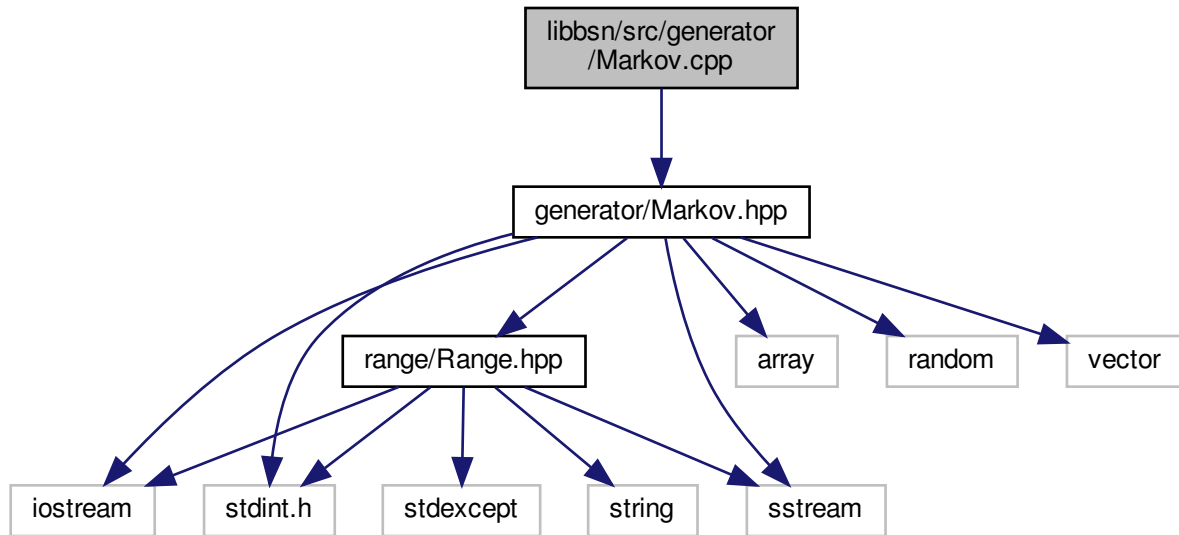 libbsn/src/generator
/Markov.cpp
generator/Markov.hpp
range/Range.hpp
array
random
vector
iostream
stdint.h
stdexcept
string
sstream